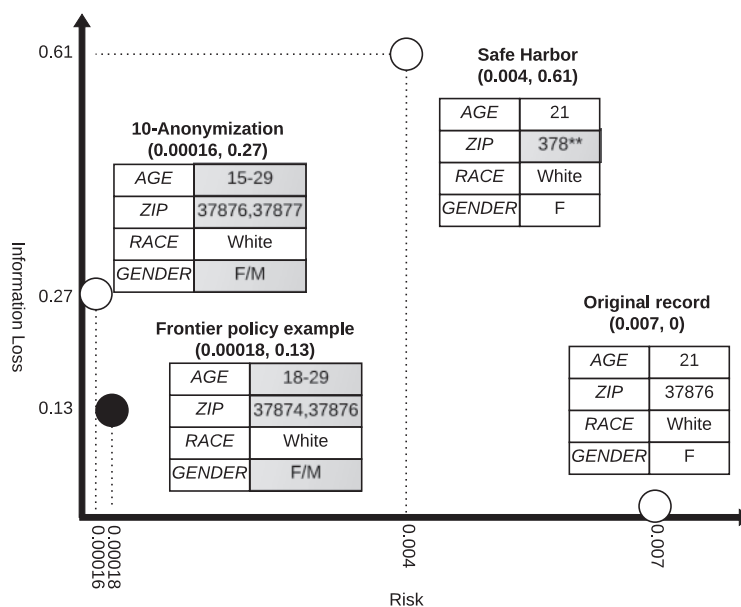 0.61
Safe Harbor
(0.004, 0.61)
AGE 21
ZIP 378**
RACE White
GENDER F
10-Anonymization
(0.00016, 0.27)
AGE 15-29
ZIP 37876,37877
RACE White
GENDER F/M
Information Loss
0.27
Original record
(0.007, 0)
AGE 21
ZIP 37876
RACE White
GENDER F
Frontier policy example
(0.00018, 0.13)
AGE 18-29
ZIP 37874,37876
RACE White
GENDER F/M
0.13
0.00016
0.00018
0.004
0.007
Risk